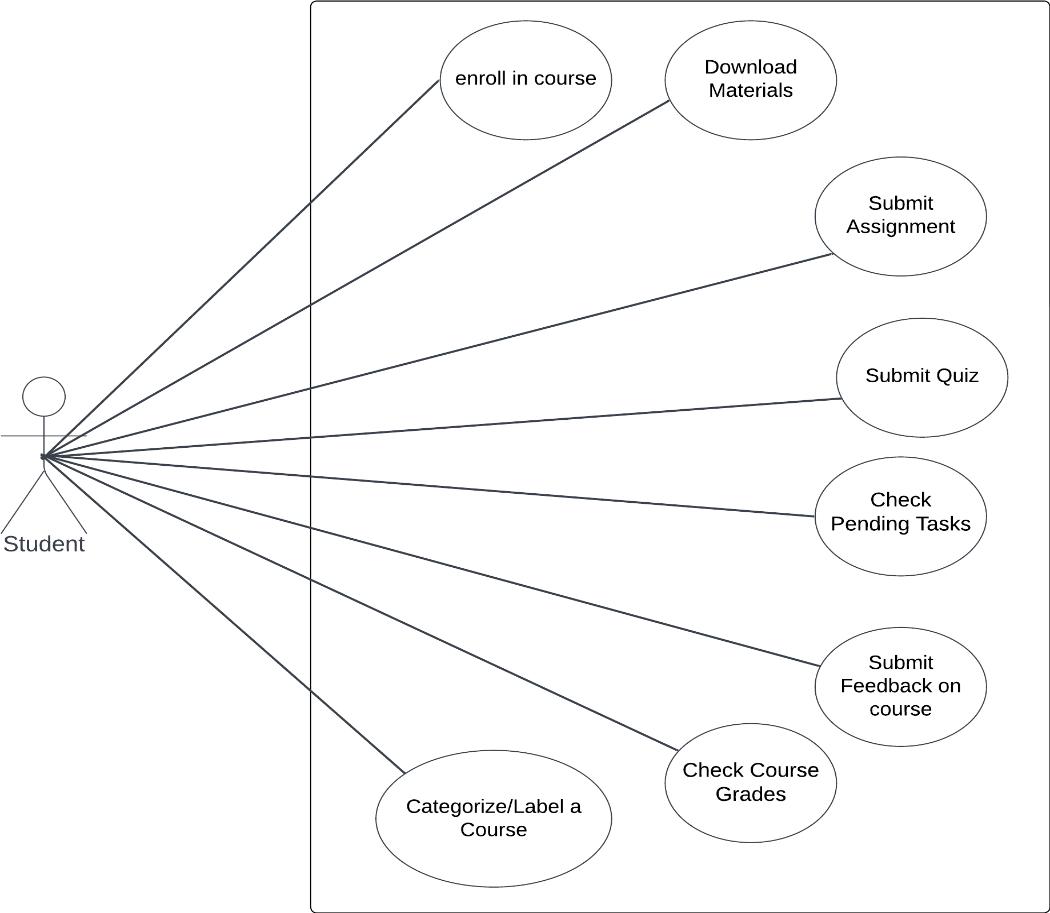 enroll in course
Download
Materials
Submit
Assignment
Submit Quiz
Check
Pending Tasks
Student
Submit
Feedback on
course
Check Course
Grades
Categorize/Label a
Course